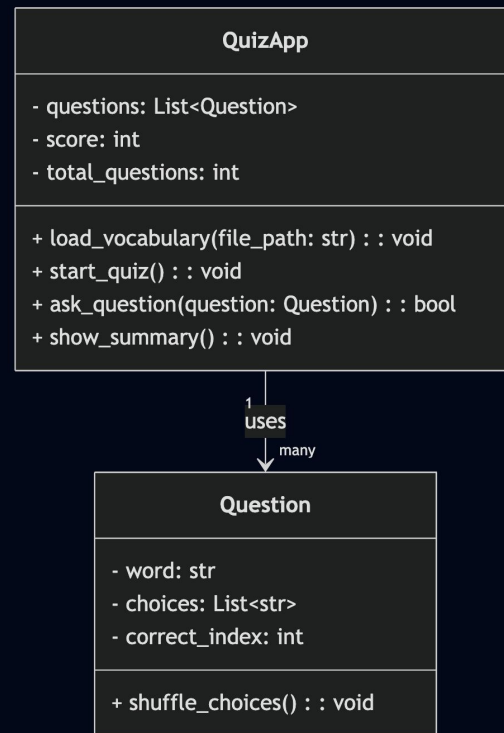 QuizApp
- questions: List<Question>
- score: int
- total_questions: int
+ load_vocabulary(file_path: str) : : void
+ start_quiz() : : void
+ ask_question(question: Question) : : bool
+ show_summary() : : void
1
uses
many
Question
- word: str
- choices: List<str>
- correct_index: int
+ shuffle_choices() : : void